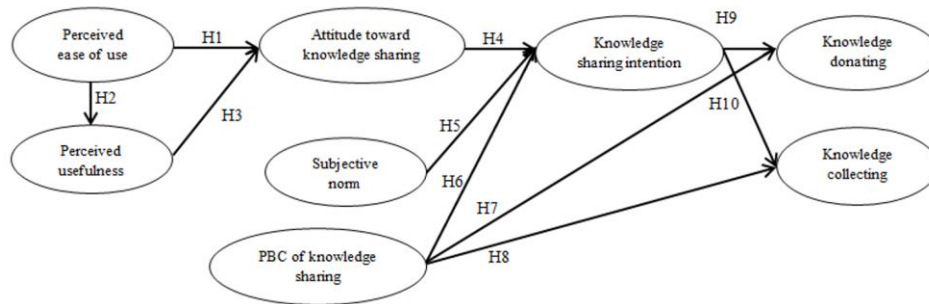 Perceived
ease of use
H1
Attitude toward
knowledge sharing
H4
Knowledge
sharing intention
H9
Knowledge
donating
H2
H3
H10
H5
Perceived
usefulness
Subjective
norm
H6
Knowledge
collecting
H7
PBC of knowledge
sharing
H8